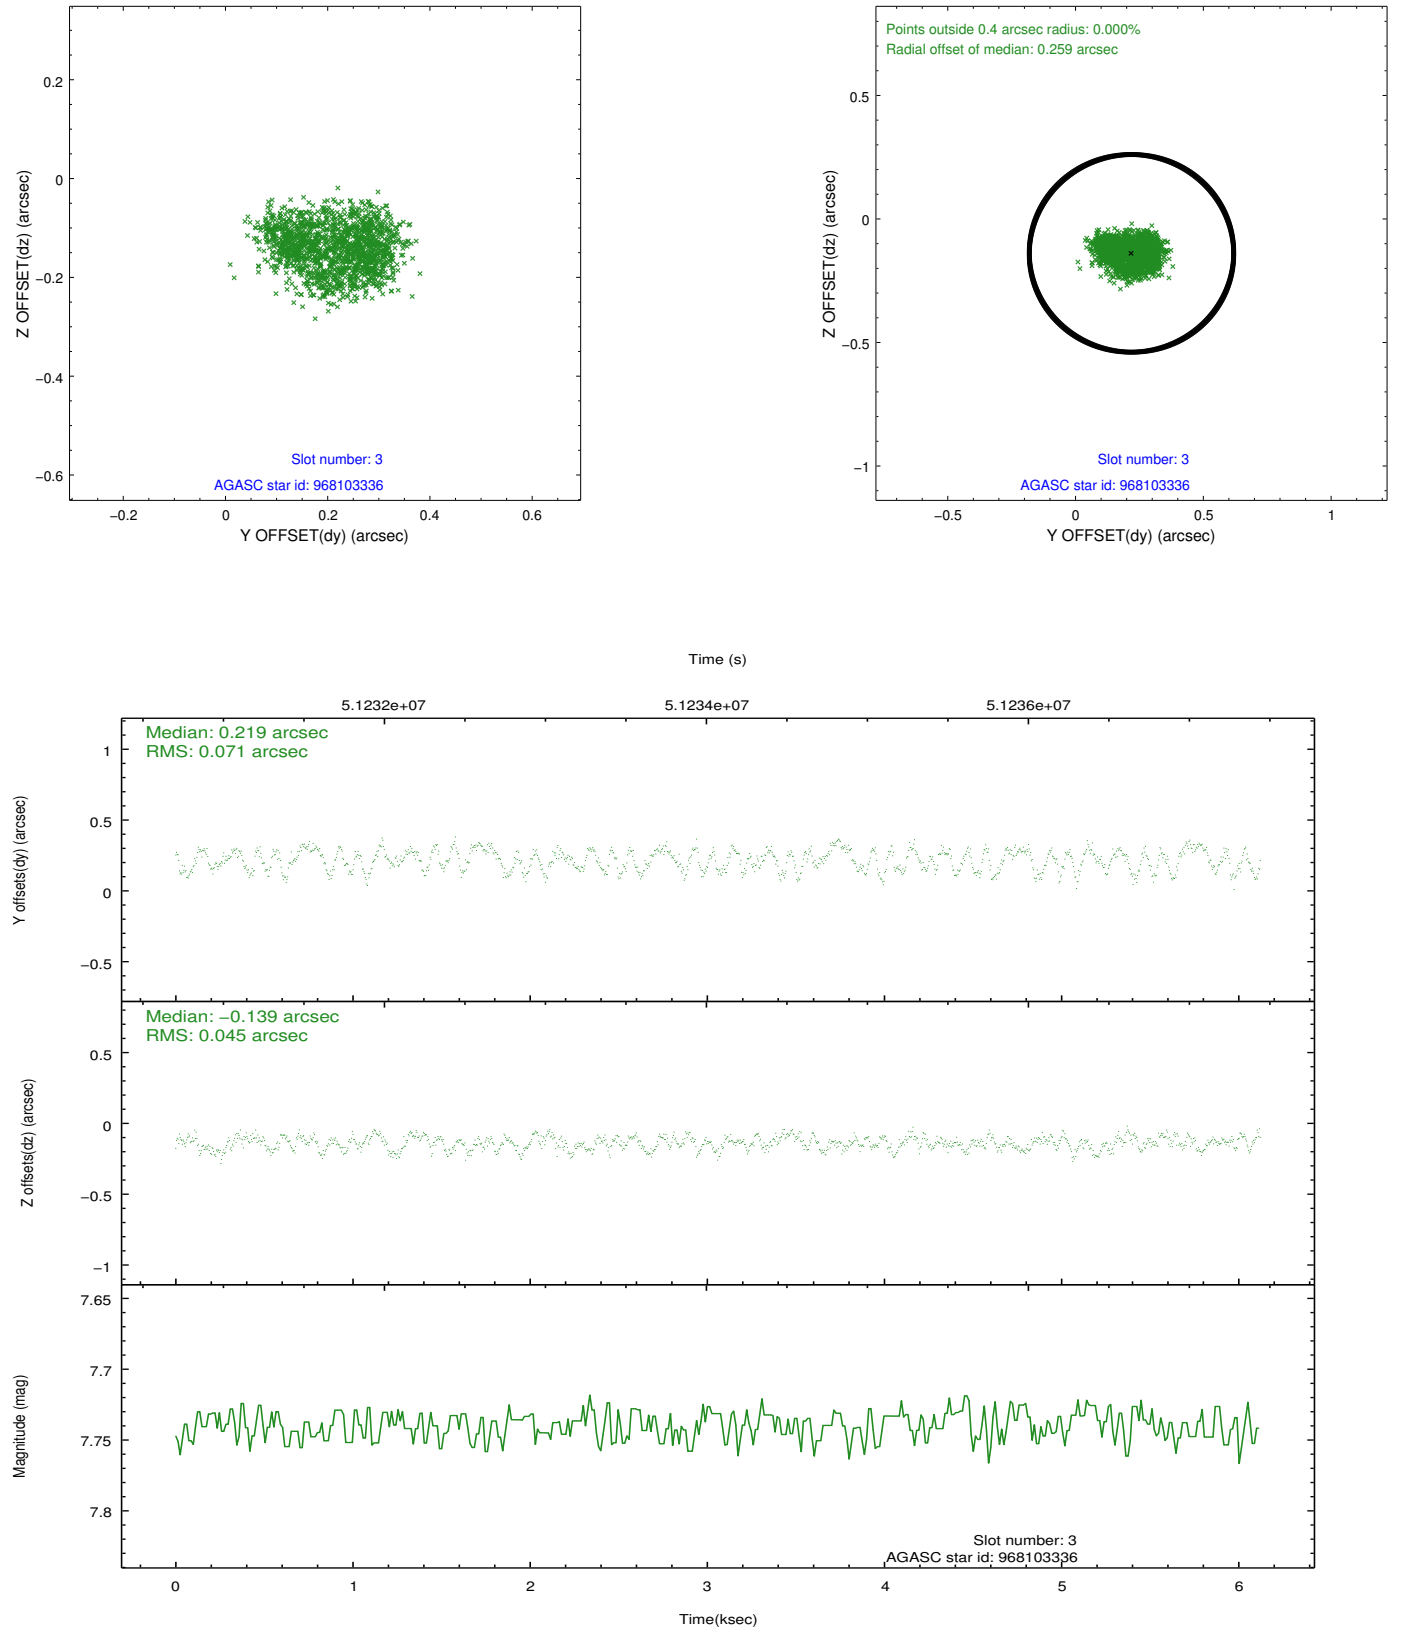 0.2
0
−0.2
−0.4
−0.6
Z OFFSET(dz) (arcsec)
Slot number: 3
AGASC star id: 968103336
−0.2
0
0.2
0.4
0.6
Y OFFSET(dy) (arcsec)
Points outside 0.4 arcsec radius: 0.000%
Radial offset of median: 0.259 arcsec
0.5
0
−0.5
−1
Z OFFSET(dz) (arcsec)
Slot number: 3
AGASC star id: 968103336
−0.5
0
0.5
1
Y OFFSET(dy) (arcsec)
Time (s)
5.1232e+07
5.1234e+07
5.1236e+07
Median: 0.219 arcsec
RMS: 0.071 arcsec
1
0.5
0
−0.5
Y offsets(dy) (arcsec)
Median: −0.139 arcsec
RMS: 0.045 arcsec
0.5
0
−0.5
−1
Z offsets(dz) (arcsec)
7.65
7.7
7.75
7.8
Magnitude (mag)
Slot number: 3
AGASC star id: 968103336
0
1
2
3
4
5
6
Time(ksec)